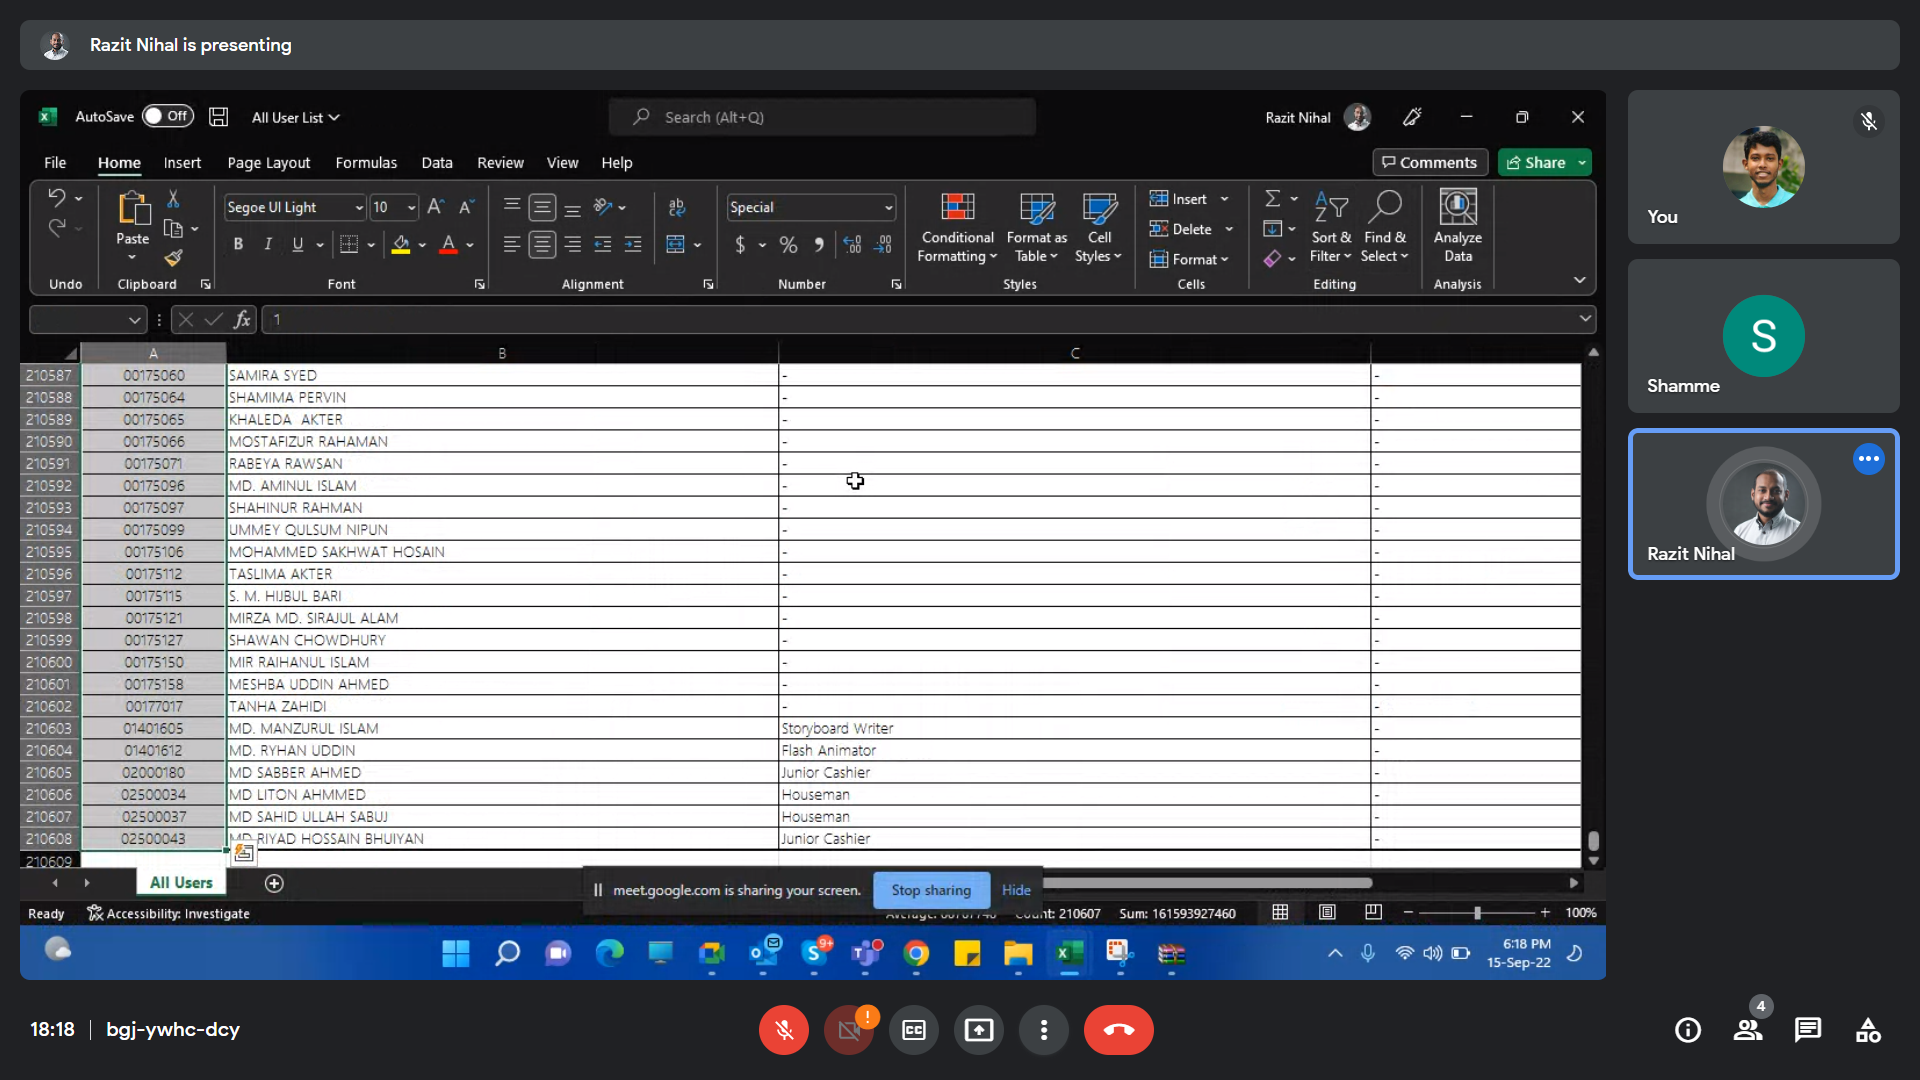 Razit Nihal is presenting
AutoSave Off All User List Search (Alt+Q) Razit Nihal
File Home Insert Page Layout Formulas Data Review View Help Comments Share
Segoe UI Light 10 Special Insert
Paste Conditional Formatting Format as Table Cell Styles Delete Sort & Filter Find & Select Analyze Data
B I U $ % Format
Undo Clipboard Font Alignment Number Styles Cells Editing Analysis
fx 1
A B C
210587 00175060 SAMIRA SYED - -
210588 00175064 SHAMIMA PERVIN - -
210589 00175065 KHALEDA AKTER - -
210590 00175066 MOSTAFIZUR RAHAMAN - -
210591 00175071 RABEYA RAWSAN - -
210592 00175096 MD. AMINUL ISLAM - -
210593 00175097 SHAHINUR RAHMAN - -
210594 00175099 UMMEY QULSUM NIPUN - -
210595 00175106 MOHAMMED SAKHWAT HOSAIN - -
210596 00175112 TASLIMA AKTER - -
210597 00175115 S. M. HIJBUL BARI - -
210598 00175121 MIRZA MD. SIRAJUL ALAM - -
210599 00175127 SHAWAN CHOWDHURY - -
210600 00175150 MIR RAIHANUL ISLAM - -
210601 00175158 MESHBA UDDIN AHMED - -
210602 00177017 TANHA ZAHIDI - -
210603 01401605 MD. MANZURUL ISLAM Storyboard Writer -
210604 01401612 MD. RYHAN UDDIN Flash Animator -
210605 02000180 MD SABBER AHMED Junior Cashier -
210606 02500034 MD LITON AHMMED Houseman -
210607 02500037 MD SAHID ULLAH SABUJ Houseman -
210608 02500043 MD RIYAD HOSSAIN BHUIYAN Junior Cashier -
210609
All Users
meet.google.com is sharing your screen. Stop sharing Hide
Ready Accessibility: Investigate Count: 210607 Sum: 161593927460 100%
9+
6:18 PM
15-Sep-22
You
S
Shamme
Razit Nihal
18:18 | bgj-ywhc-dcy
CC
4